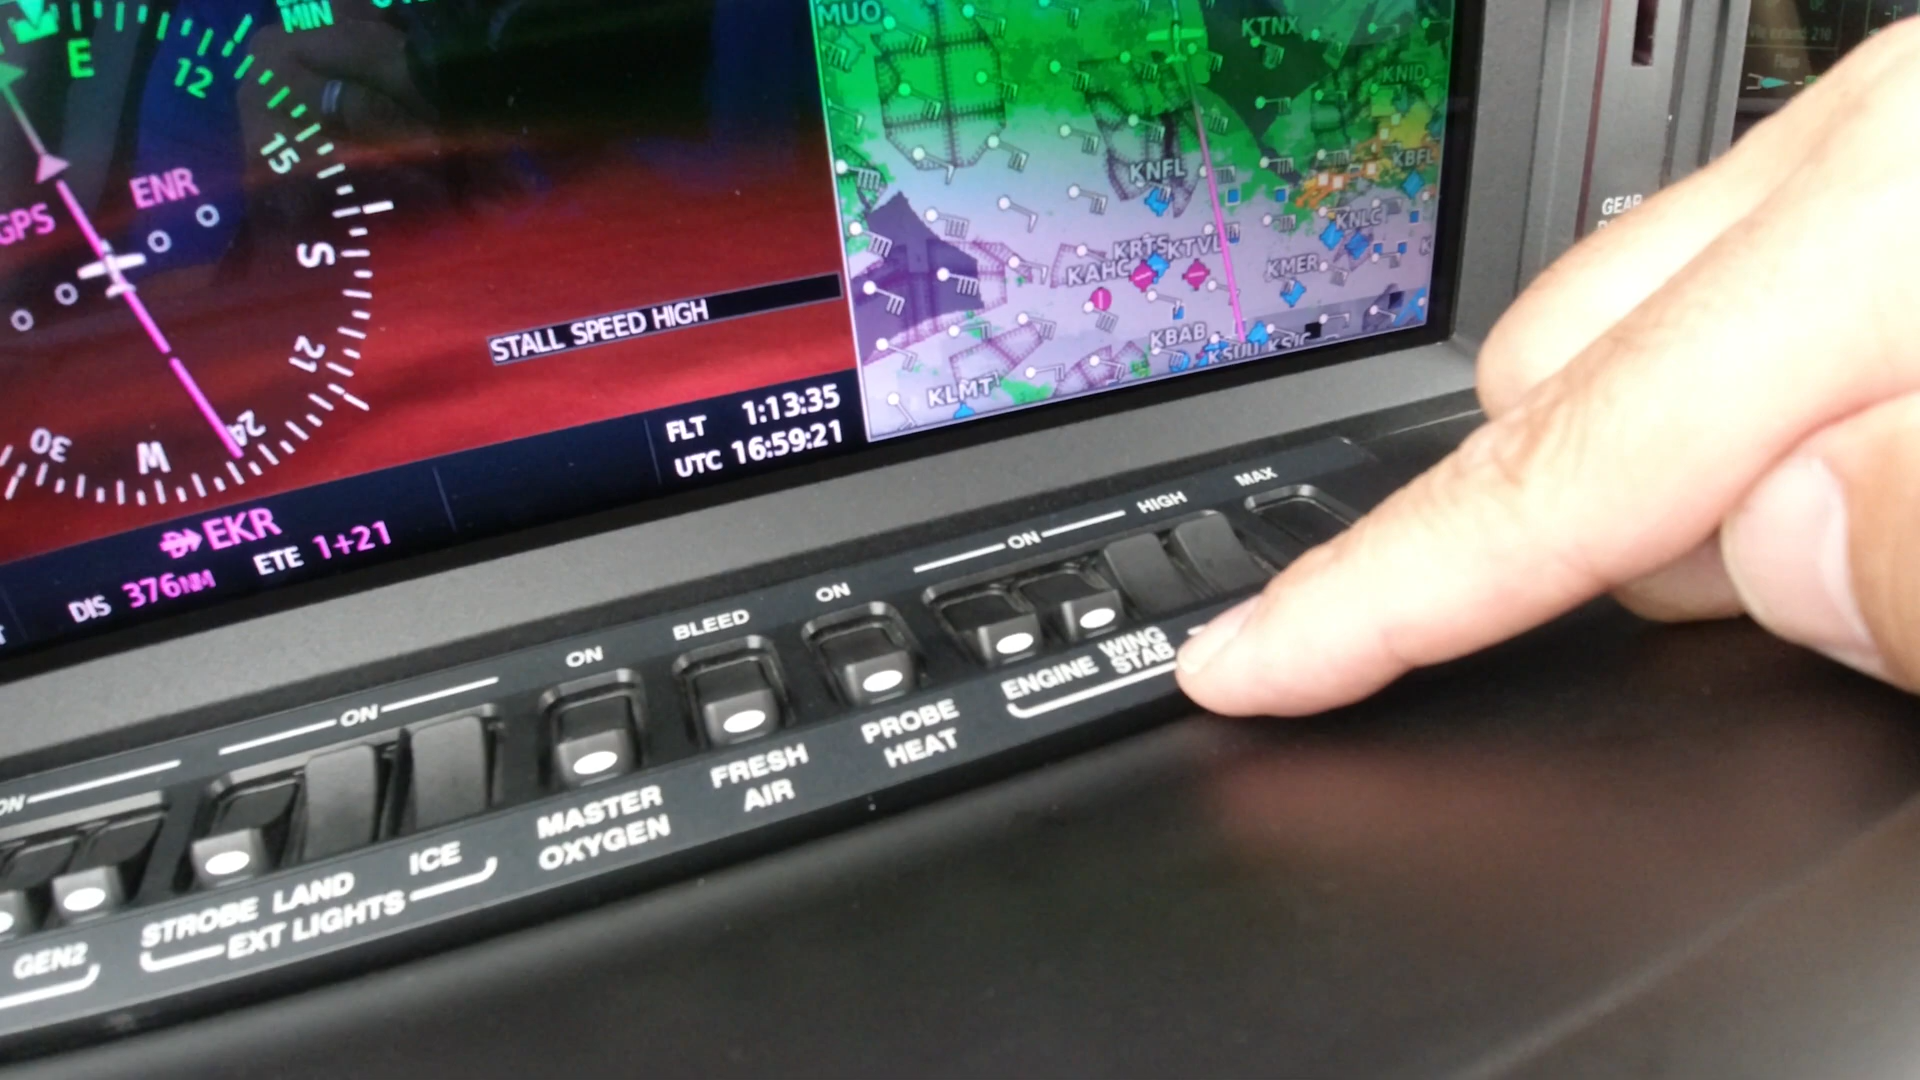 MIN
E
12
15
S
21
24
W
30
GPS
ENR
STALL SPEED HIGH
FLT 1:13:35
UTC 16:59:21
EKR
DIS 376NM
ETE 1+21
MUO
KTNX
KNID
KBFL
KNFL
KNLC
KRTS
KTVL
KAHC
KMER
KBAB
KSUU
KLMT
GEAR
Flaps
ON
GEN2
ON
STROBE LAND
ICE
EXT LIGHTS
ON
MASTER
OXYGEN
BLEED
FRESH
AIR
ON
PROBE
HEAT
ON
HIGH
MAX
ENGINE
WING
STAB